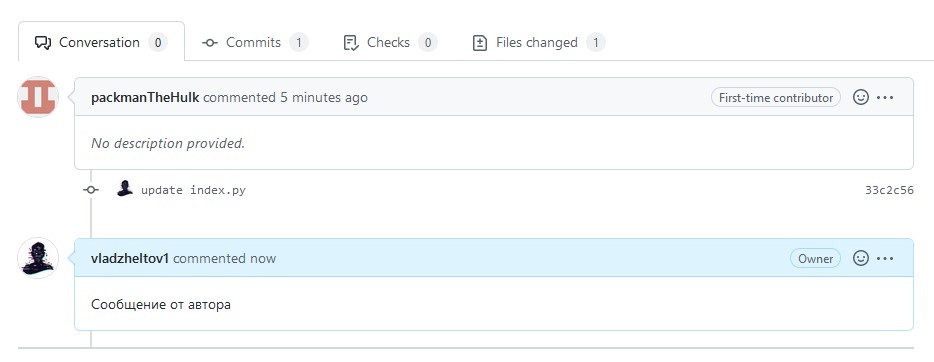 Conversation 0 Commits 1 Checks 0 Files changed 1
packmanTheHulk commented 5 minutes ago First-time contributor
No description provided.
update index.py 33c2c56
vladzheltov1 commented now Owner
Сообщение от автора